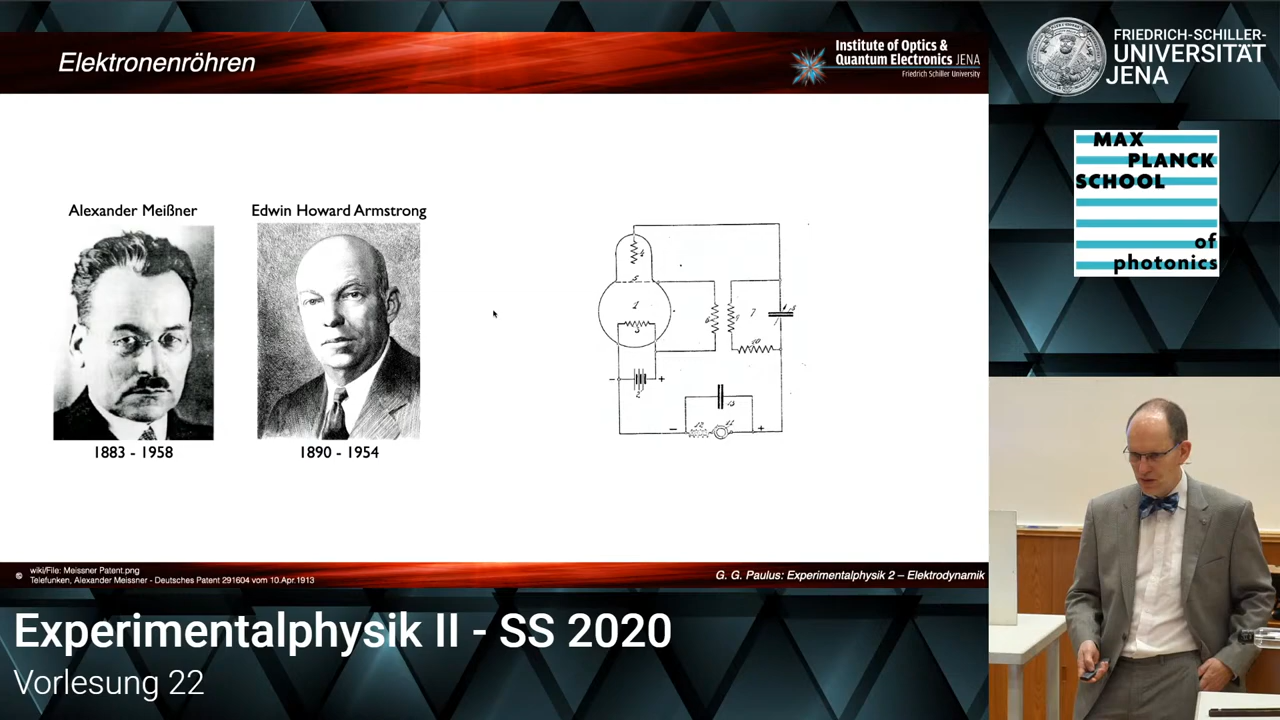 Elektronenröhren
Institute of Optics &
Quantum Electronics JENA
Friedrich Schiller University
FRIEDRICH-SCHILLER-
UNIVERSITÄT
JENA
MAX
PLANCK
SCHOOL
of
photonics
Alexander Meißner
Edwin Howard Armstrong
1883 - 1958
1890 - 1954
wiki/File: Meissner Patent.png
Telefunken, Alexander Meissner - Deutsches Patent 291604 vom 10.Apr.1913
G. G. Paulus: Experimentalphysik 2 – Elektrodynamik
Experimentalphysik II - SS 2020
Vorlesung 22